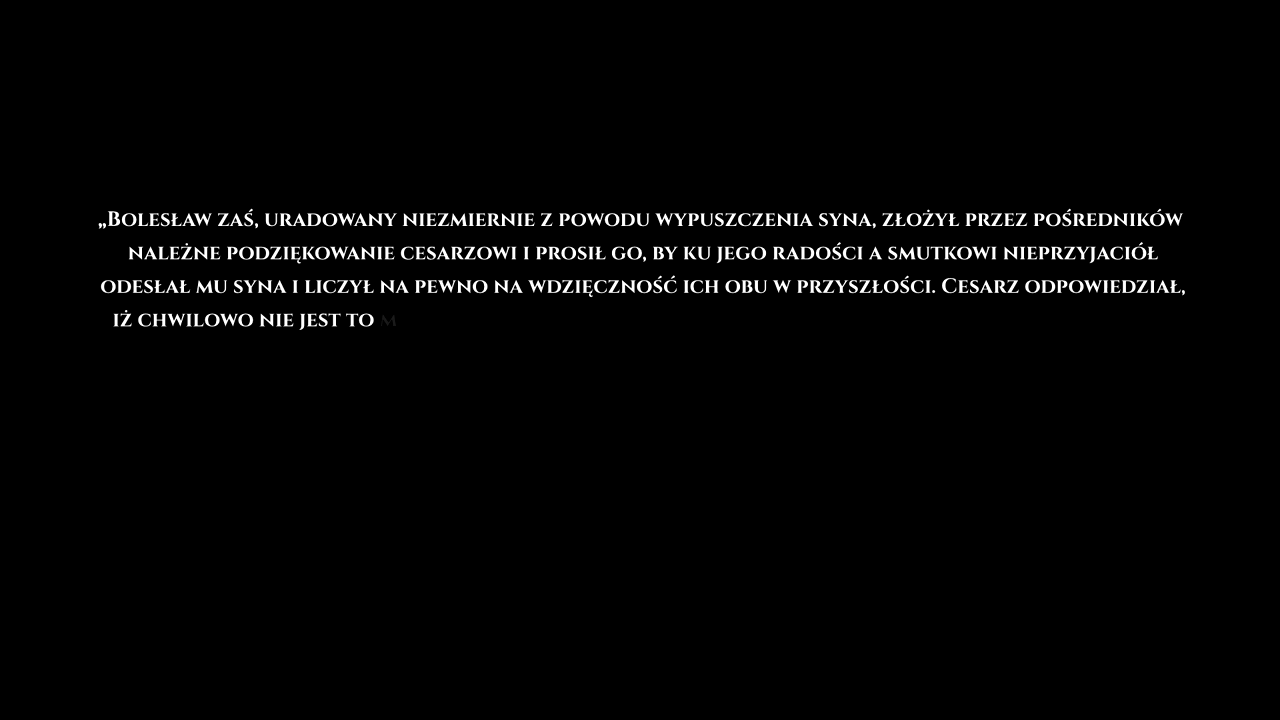 „Bolesław zaś, uradowany niezmiernie z powodu wypuszczenia syna, złożył przez pośredników
należne podziękowanie cesarzowi i prosił go, by ku jego radości a smutkowi nieprzyjaciół
odesłał mu syna i liczył na pewno na wdzięczność ich obu w przyszłości. Cesarz odpowiedział,
iż chwilowo nie jest to m